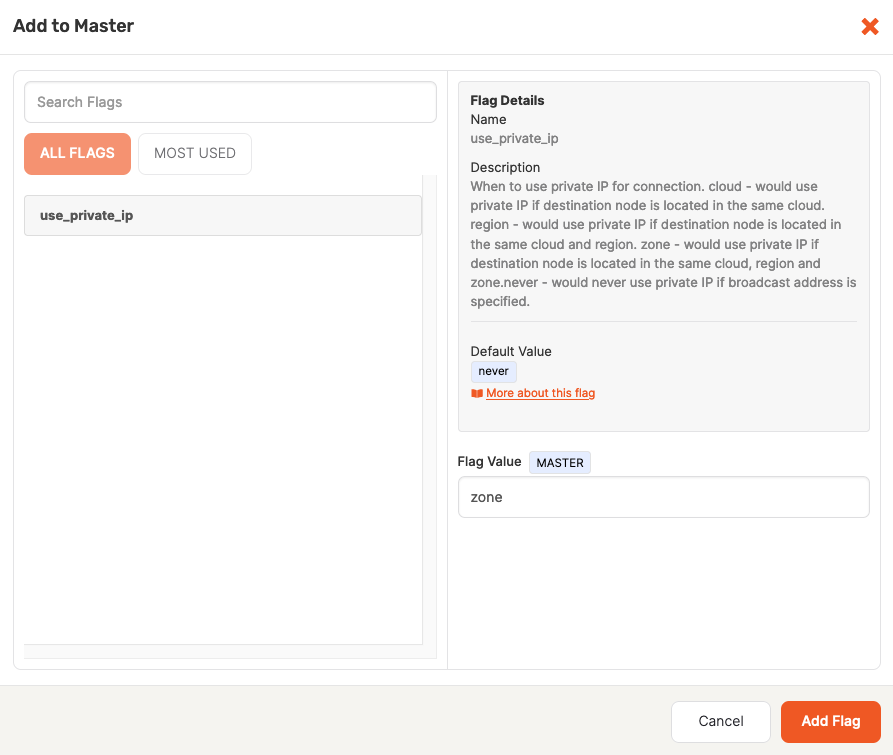 Add to Master
Search Flags
ALL FLAGS
MOST USED
use_private_ip
Flag Details
Name
use_private_ip
Description
When to use private IP for connection. cloud - would use
private IP if destination node is located in the same cloud.
region - would use private IP if destination node is located in
the same cloud and region. zone - would use private IP if
destination node is located in the same cloud, region and
zone.never - would never use private IP if broadcast address is
specified.
Default Value
never
More about this flag
Flag Value MASTER
zone
Cancel
Add Flag